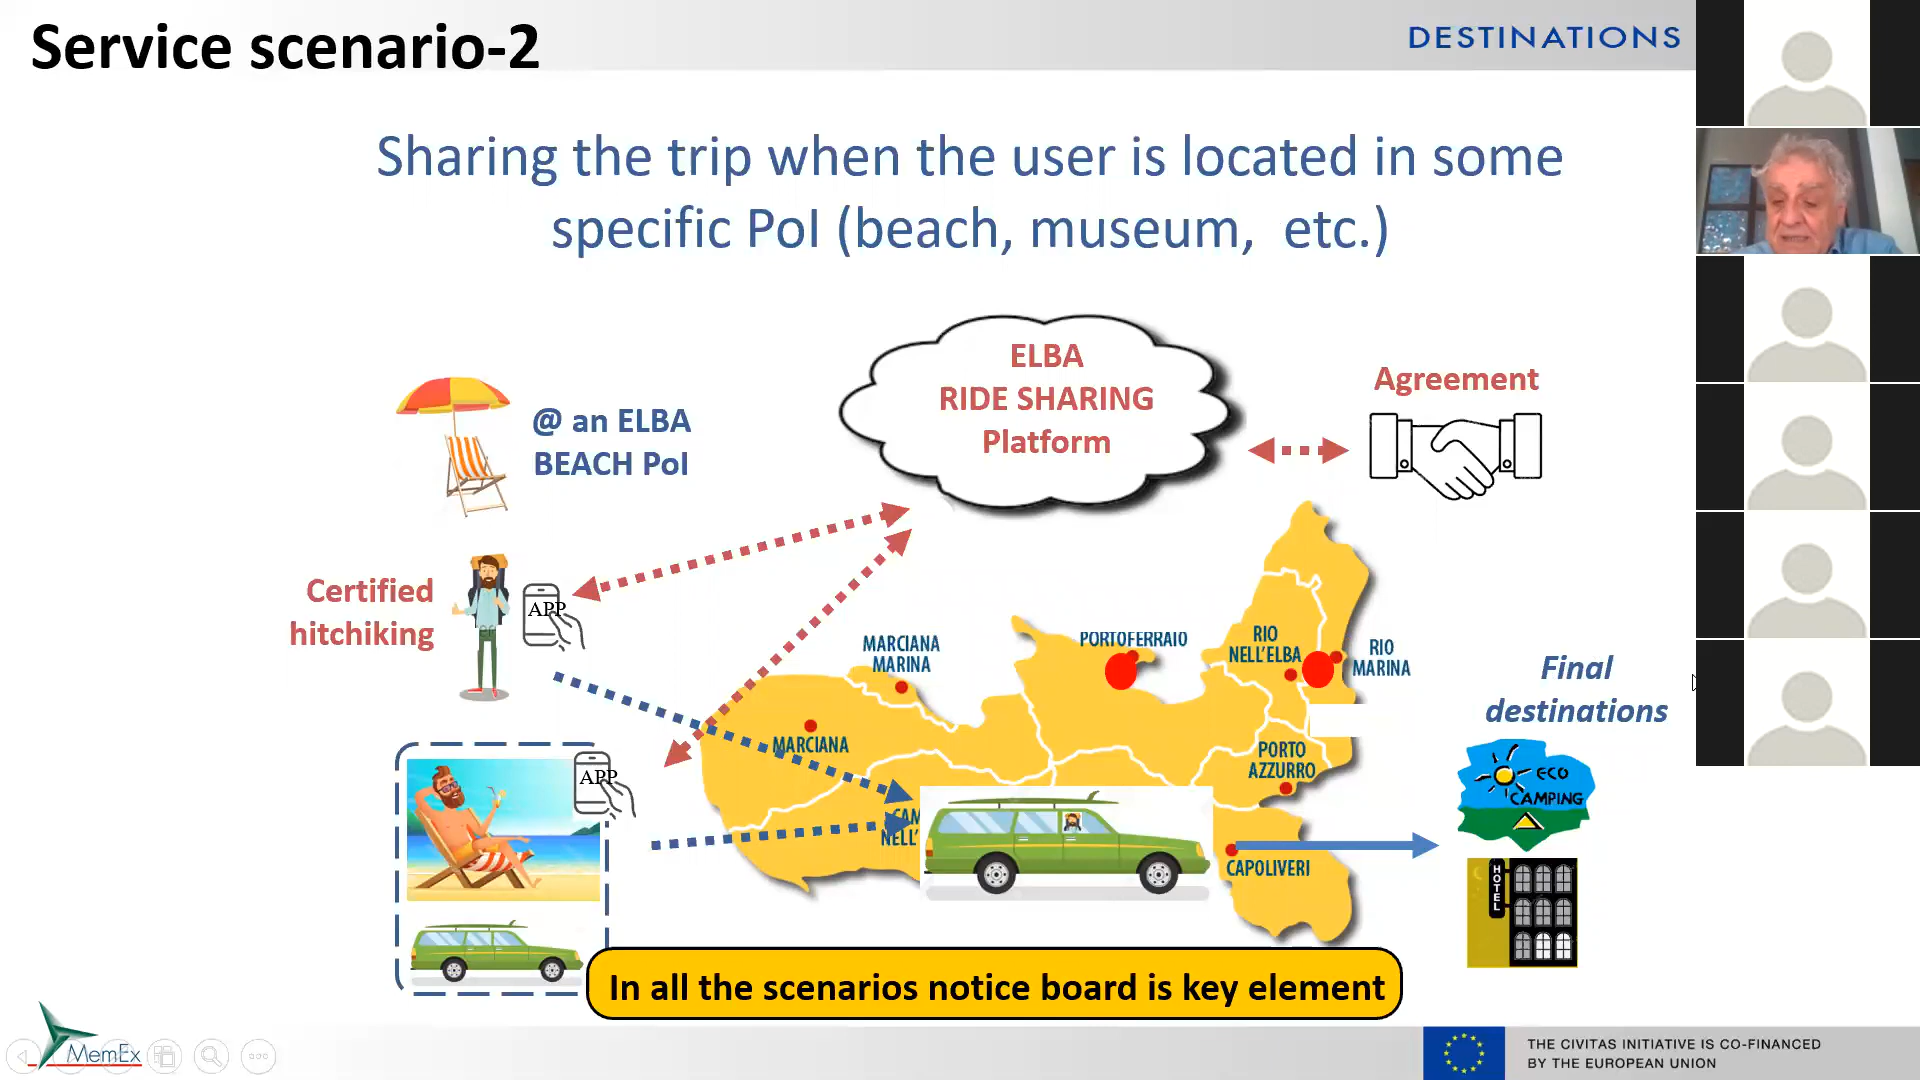 Service scenario-2
DESTINATIONS
Sharing the trip when the user is located in some
specific PoI (beach, museum, etc.)
ELBA
RIDE SHARING
Platform
Agreement
@ an ELBA
BEACH PoI
Certified
hitchiking
APP
MARCIANA
MARINA
PORTOFERRAIO
RIO
NELL'ELBA
RIO
MARINA
MARCIANA
PORTO
AZZURRO
Final
destinations
APP
ECO
CAMPING
CAM
NELL'
CAPOLIVERI
HOTEL
In all the scenarios notice board is key element
MemEx
THE CIVITAS INITIATIVE IS CO-FINANCED
BY THE EUROPEAN UNION